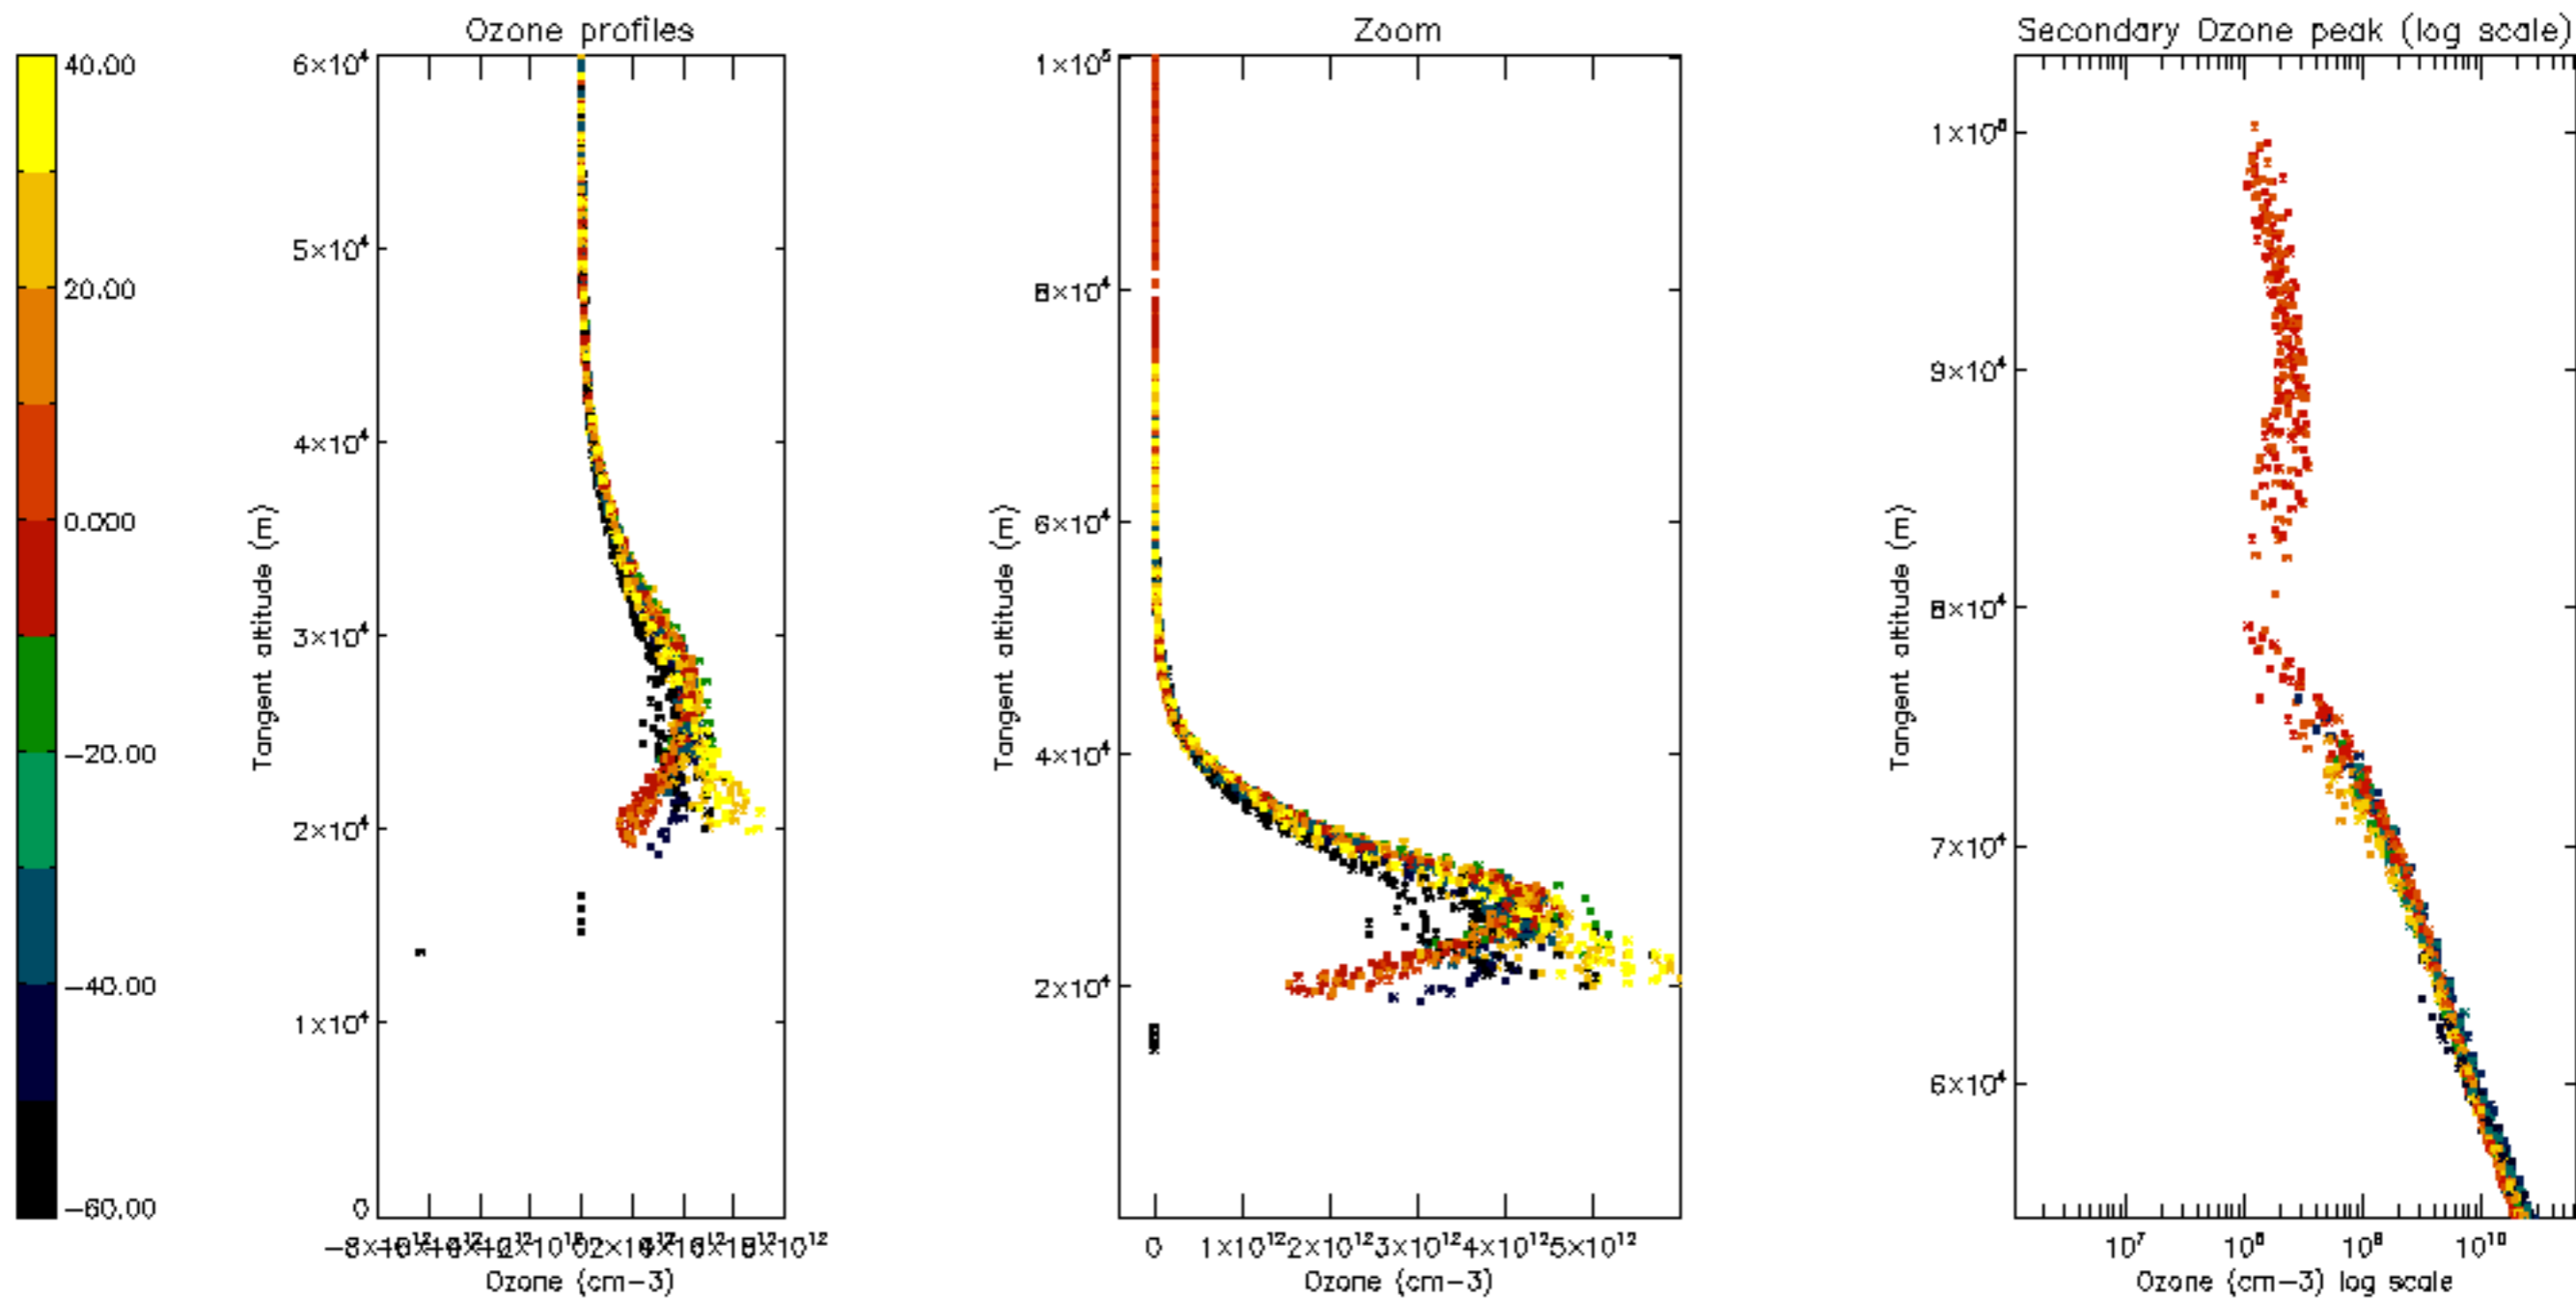 Ozone profiles
Zoom
Secondary Ozone peak (log scale)
40.00
20.00
0.000
−20.00
−40.00
−60.00
6×10⁴
5×10⁴
4×10⁴
3×10⁴
2×10⁴
1×10⁴
0
Tangent altitude (m)
Ozone (cm−3)
1×10⁵
8×10⁴
6×10⁴
4×10⁴
2×10⁴
Tangent altitude (m)
0 1×10¹² 2×10¹² 3×10¹² 4×10¹² 5×10¹²
Ozone (cm−3)
9×10⁴
8×10⁴
7×10⁴
6×10⁴
Tangent altitude (m)
10⁷ 10⁸ 10⁹ 10¹⁰
Ozone (cm−3) log scale